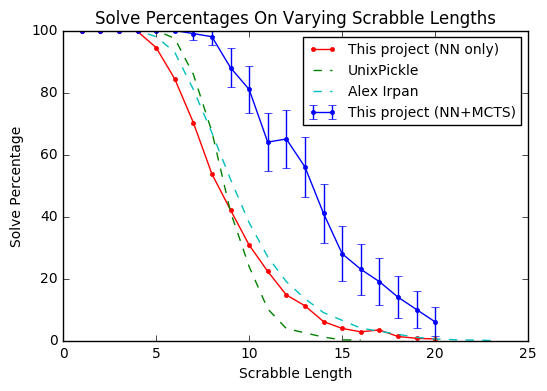 Solve Percentages On Varying Scrabble Lengths
Solve Percentage
100
80
60
40
20
0
This project (NN only)
UnixPickle
Alex Irpan
This project (NN+MCTS)
0 5 10 15 20 25
Scrabble Length